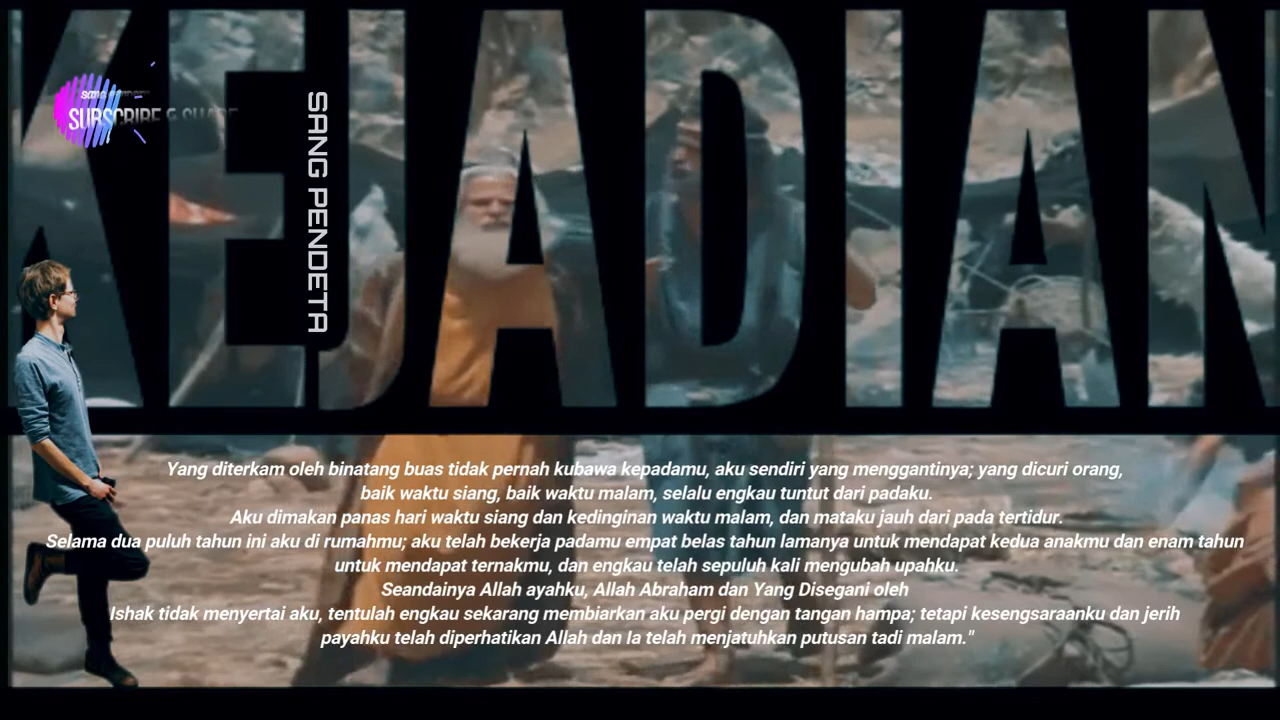 KEJADIAN
SUBSCRIBE & SHARE
SANG PENDETA
Yang diterkam oleh binatang buas tidak pernah kubawa kepadamu, aku sendiri yang menggantinya; yang dicuri orang,
baik waktu siang, baik waktu malam, selalu engkau tuntut dari padaku.
Aku dimakan panas hari waktu siang dan kedinginan waktu malam, dan mataku jauh dari pada tertidur.
Selama dua puluh tahun ini aku di rumahmu; aku telah bekerja padamu empat belas tahun lamanya untuk mendapat kedua anakmu dan enam tahun
untuk mendapat ternakmu, dan engkau telah sepuluh kali mengubah upahku.
Seandainya Allah ayahku, Allah Abraham dan Yang Disegani oleh
Ishak tidak menyertai aku, tentulah engkau sekarang membiarkan aku pergi dengan tangan hampa; tetapi kesengsaraanku dan jerih
payahku telah diperhatikan Allah dan Ia telah menjatuhkan putusan tadi malam."